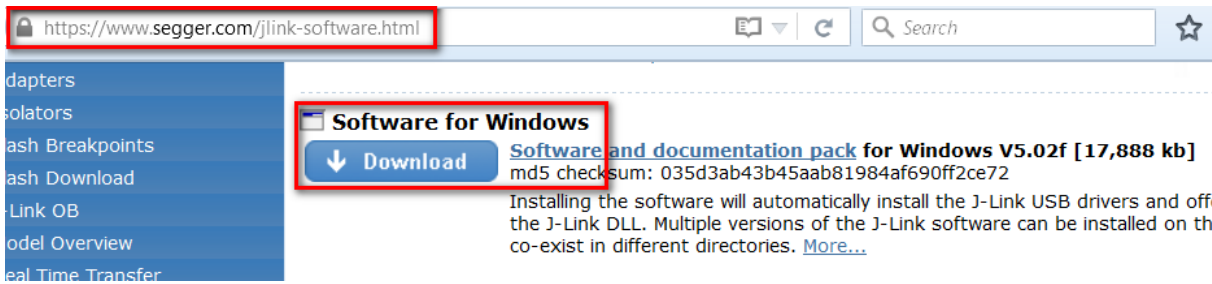 https://www.segger.com/jlink-software.html
Search
dapters
solators
ash Breakpoints
ash Download
-Link OB
odel Overview
eal Time Transfer
Software for Windows
Download
Software and documentation pack for Windows V5.02f [17,888 kb]
md5 checksum: 035d3ab43b45aab81984af690ff2ce72
Installing the software will automatically install the J-Link USB drivers and off
the J-Link DLL. Multiple versions of the J-Link software can be installed on th
co-exist in different directories. More...